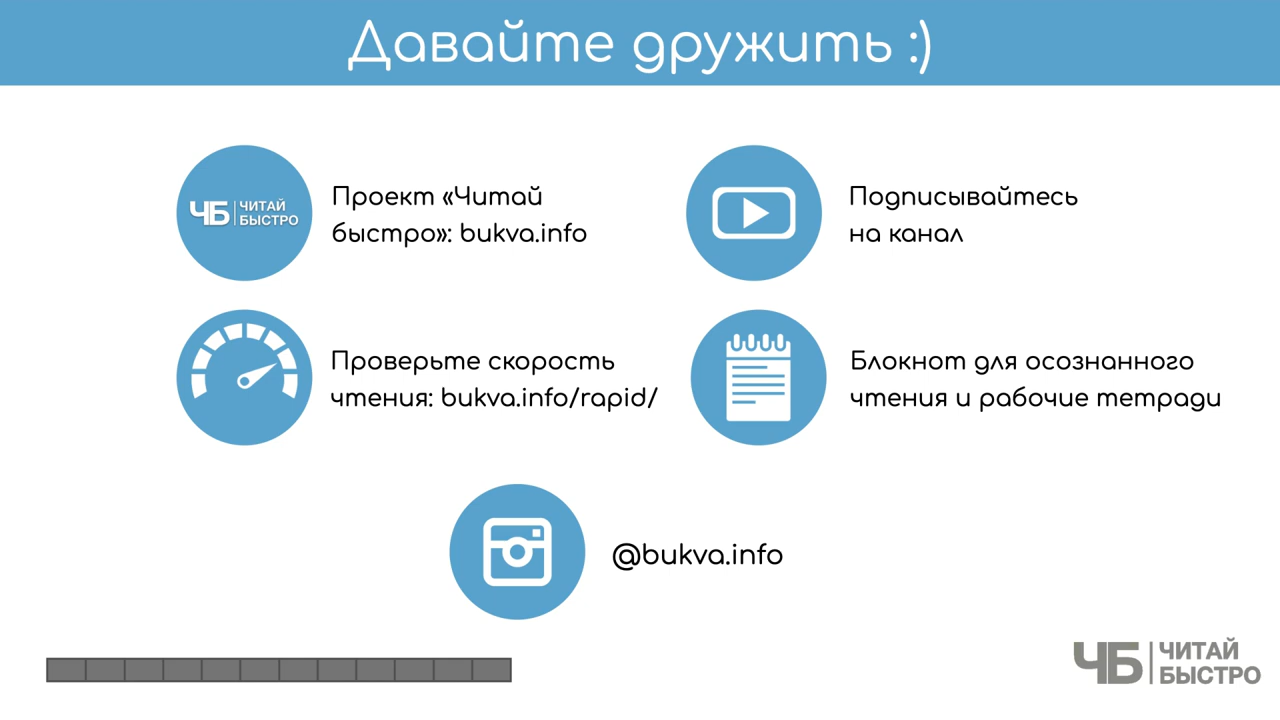 Давайте дружить :)
ЧБ ЧИТАЙ
БЫСТРО
Проект «Читай
быстро»: bukva.info
Подписывайтесь
на канал
Проверьте скорость
чтения: bukva.info/rapid/
Блокнот для осознанного
чтения и рабочие тетради
@bukva.info
ЧБ ЧИТАЙ
БЫСТРО